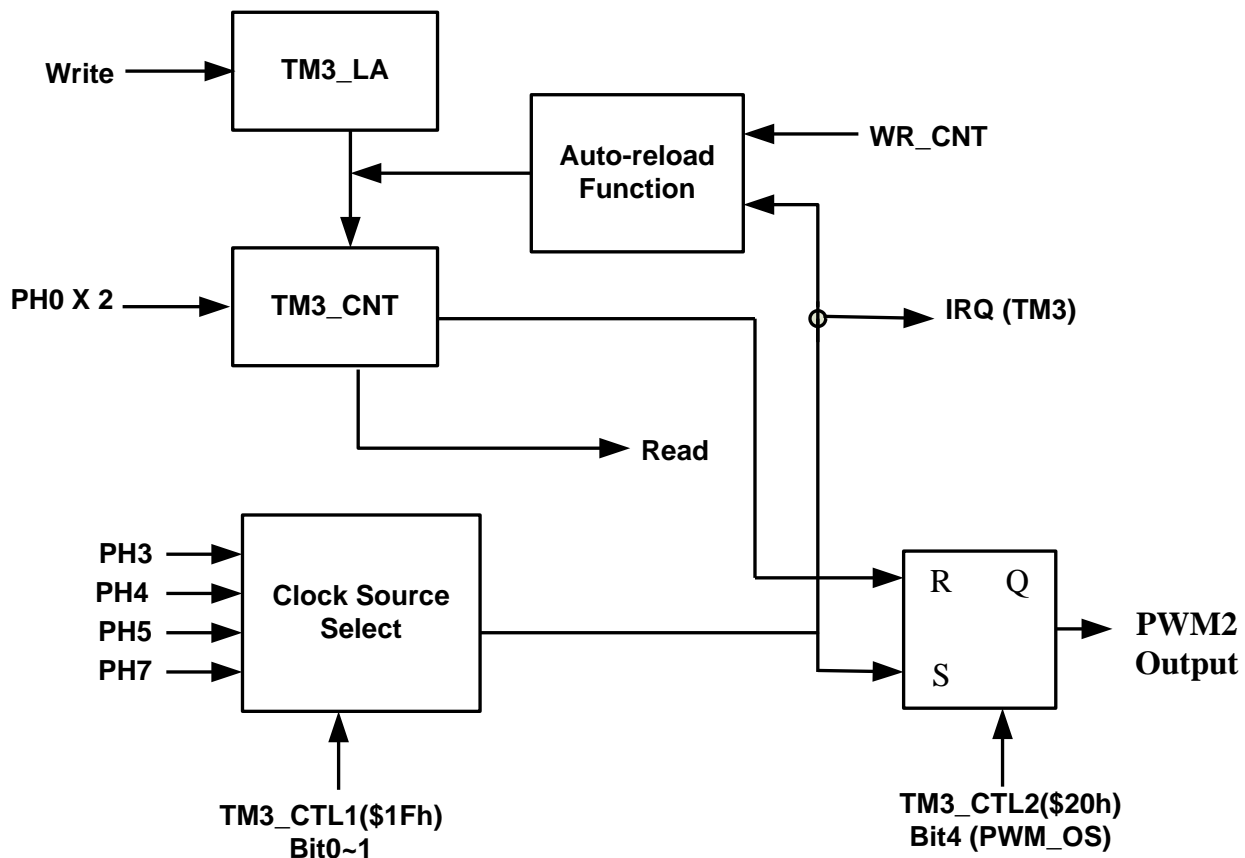 Write
TM3_LA
Auto-reload
Function
WR_CNT
PH0 X 2
TM3_CNT
IRQ (TM3)
Read
PH3
PH4
PH5
PH7
Clock Source
Select
R
Q
S
PWM2
Output
TM3_CTL1($1Fh)
Bit0~1
TM3_CTL2($20h)
Bit4 (PWM_OS)